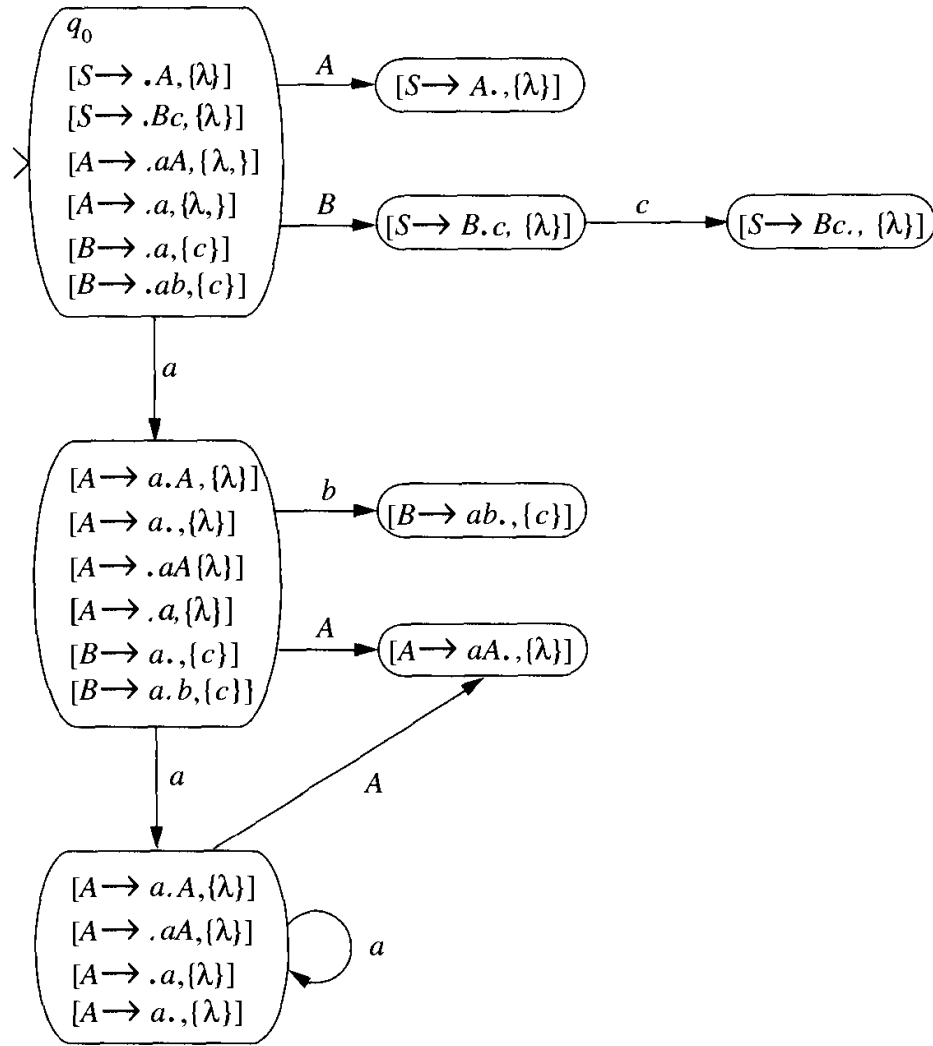 q₀
[S → .A, {λ}]
[S → .Bc, {λ}]
[A → .aA, {λ,}]
[A → .a, {λ,}]
[B → .a, {c}]
[B → .ab, {c}]
A
[S → A., {λ}]
B
[S → B.c, {λ}]
c
[S → Bc., {λ}]
a
[A → a.A, {λ}]
[A → a., {λ}]
[A → .aA{λ}]
[A → .a, {λ}]
[B → a., {c}]
[B → a.b, {c}}
b
[B → ab., {c}]
A
[A → aA., {λ}]
a
A
[A → a.A, {λ}]
[A → .aA, {λ}]
[A → .a, {λ}]
[A → a., {λ}]
a